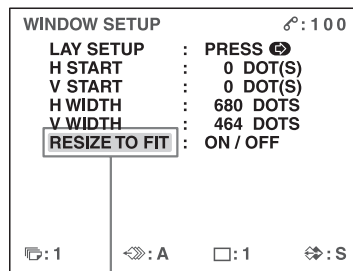 WINDOW SETUP :100
LAY SETUP : PRESS
H START : 0 DOT(S)
V START : 0 DOT(S)
H WIDTH : 680 DOTS
V WIDTH : 464 DOTS
RESIZE TO FIT : ON / OFF
:1 :A :1 :S